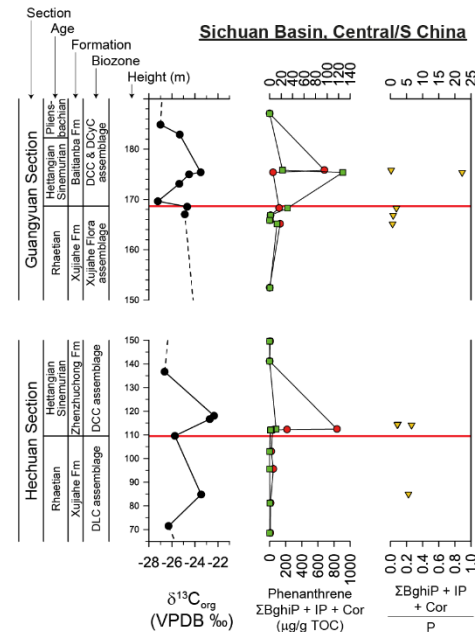 Sichuan Basin, Central/S China
Section
Age
Formation
Biozone
Height (m)
0 20 40 60 80 100 120 140
0 5 10 15 20 25
Guangyuan Section
Rhaetian
Hettangian
Sinemurian
Pliens-
bachian
Xujiahe Fm
Baitianba Fm
Xujiahe Flora
assemblage
DCC & DCyC
assemblage
190
180
170
160
150
Hechuan Section
Rhaetian
Hettangian
Sinemurian
Xujiahe Fm
Zhenzhuchong Fm
DLC assemblage
DCC assemblage
150
140
130
120
110
100
90
80
70
-28 -26 -24 -22
0 200 400 600 800 1000
0.0 0.2 0.4 0.6 0.8 1.0
δ13Corg
(VPDB ‰)
Phenanthrene
ΣBghiP + IP + Cor
(µg/g TOC)
ΣBghiP + IP
+ Cor
P